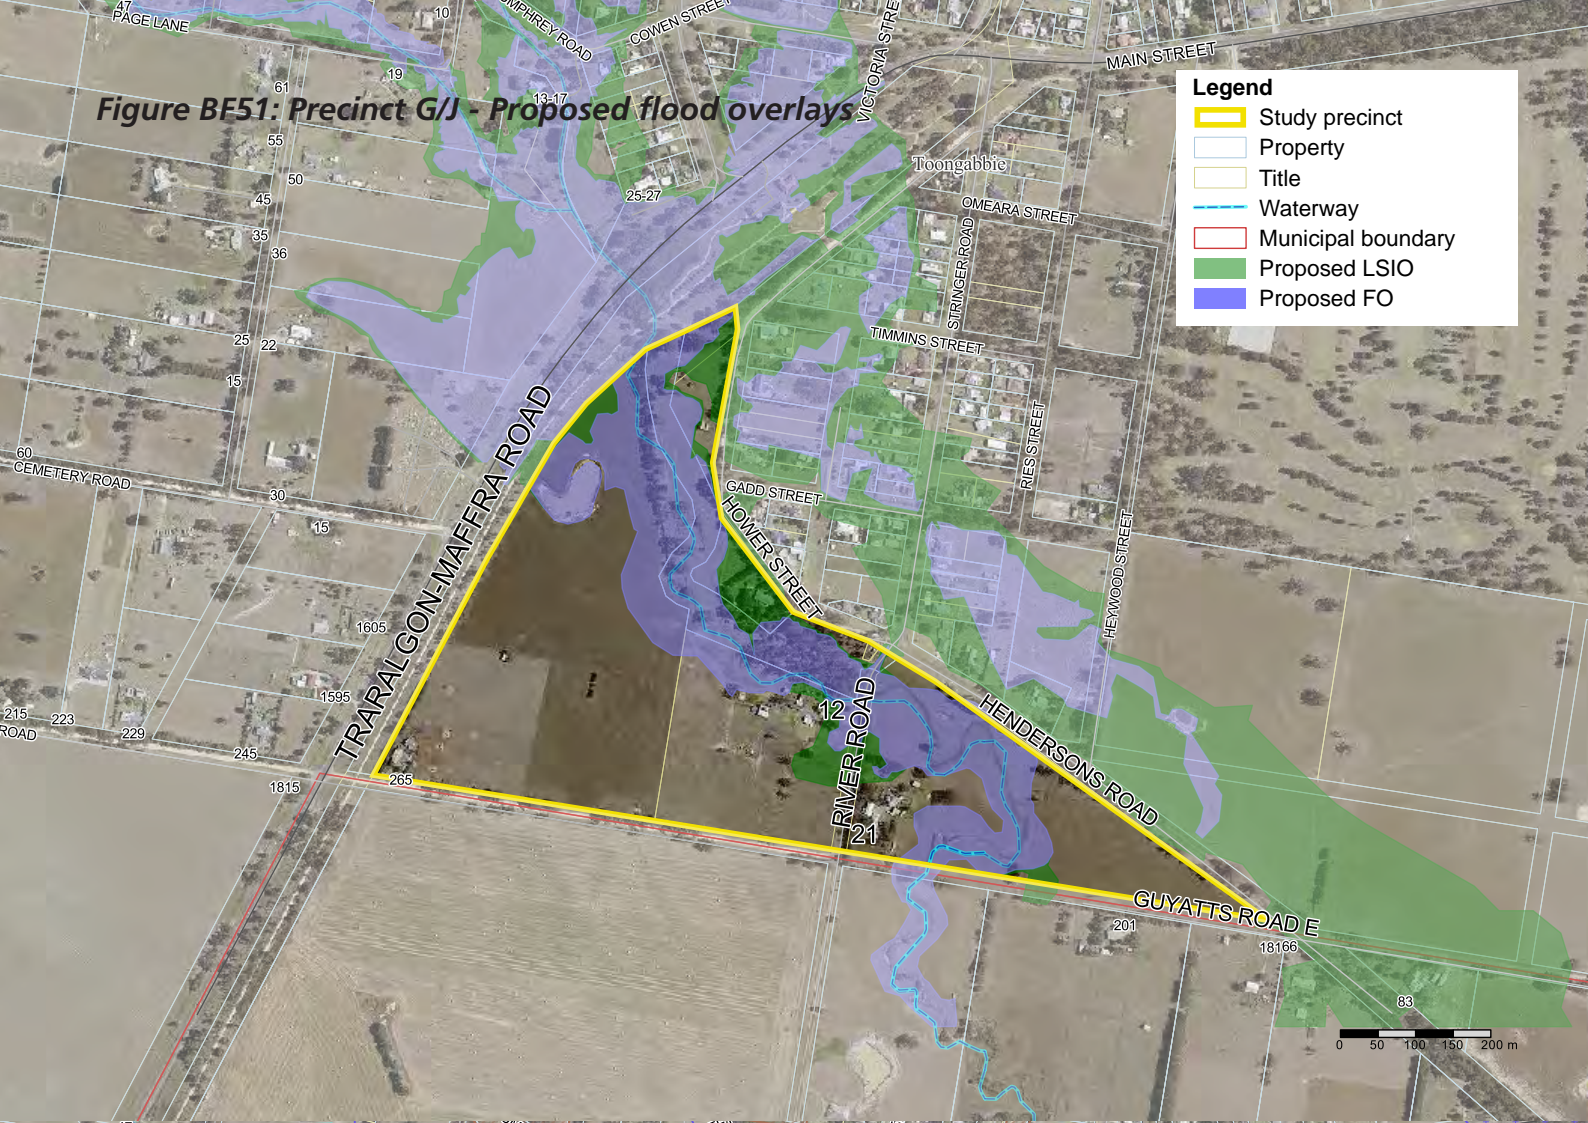 47
PAGE LANE
10
UMPHREY ROAD
COWEN STREET
VICTORIA STRE
MAIN STREET
19
61
13-17
Figure BF51: Precinct G/J - Proposed flood overlays
55
50
45
35
36
25-27
Toongabbie
OMEARA STREET
STRINGER ROAD
TIMMINS STREET
25
22
15
Legend
Study precinct
Property
Title
Waterway
Municipal boundary
Proposed LSIO
Proposed FO
60
CEMETERY ROAD
30
15
TRARALGON-MAFFRA ROAD
GADD STREET
HOWER STREET
RIES STREET
HEYWOOD STREET
1605
1595
215
223
229
ROAD
245
1815
265
12
RIVER ROAD
21
HENDERSONS ROAD
GUYATTS ROAD E
201
18166
83
0 50 100 150 200 m